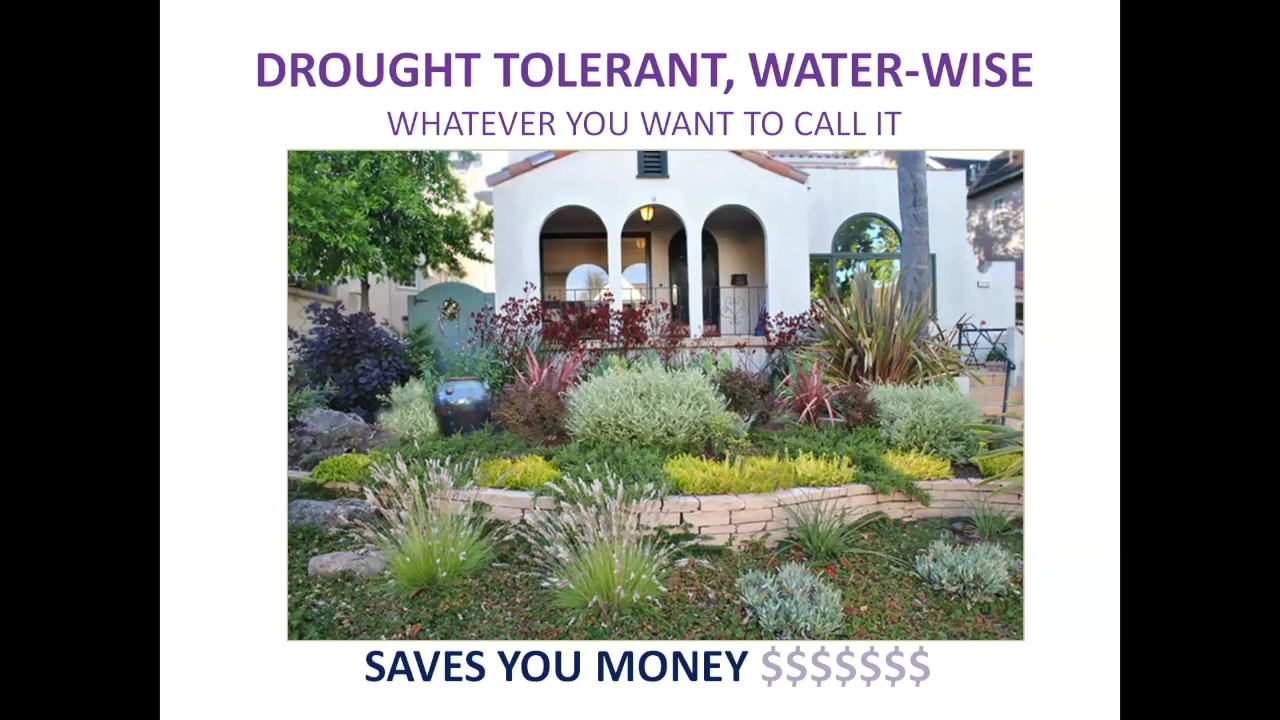 DROUGHT TOLERANT, WATER-WISE
WHATEVER YOU WANT TO CALL IT
SAVES YOU MONEY $$$$$$$